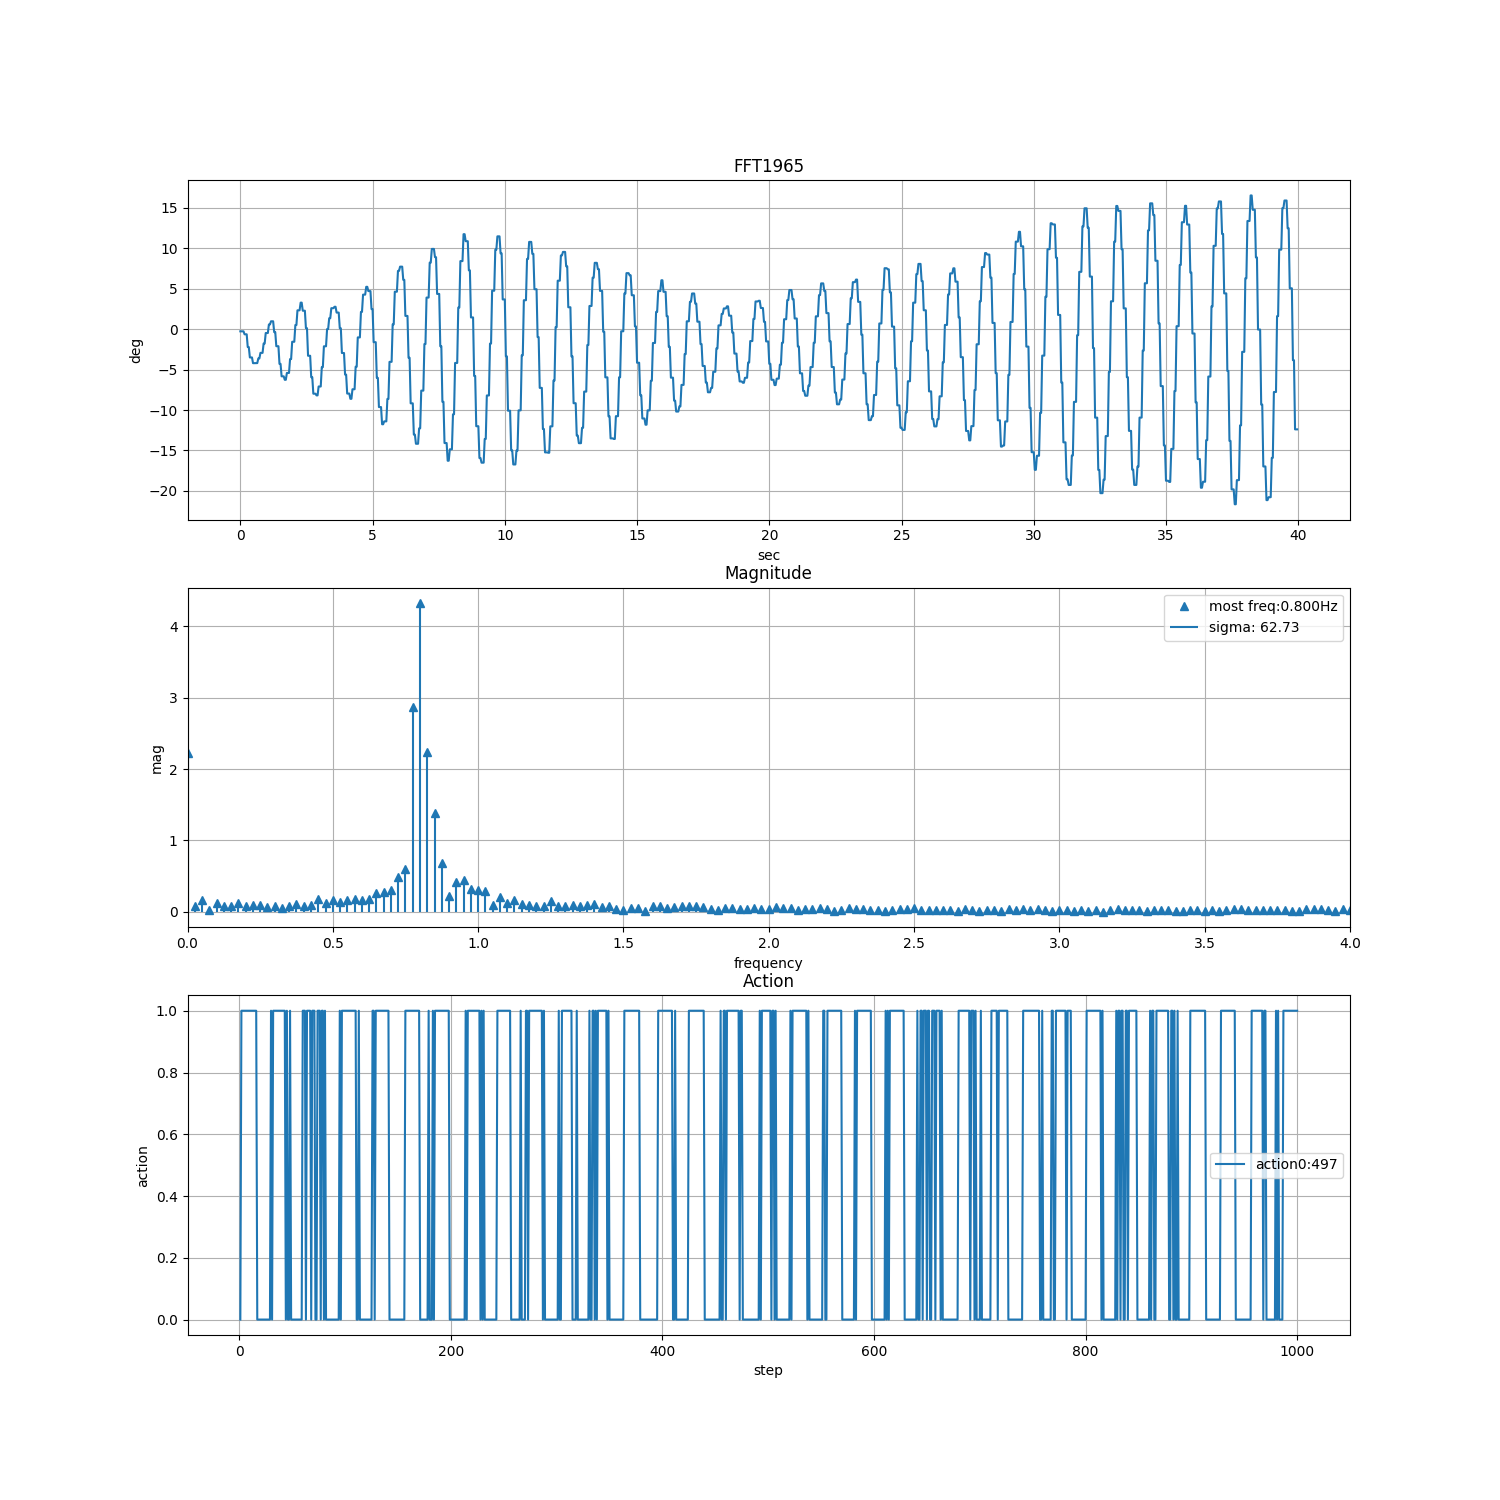 FFT1965
15
10
5
0
−5
−10
−15
−20
deg
0 5 10 15 20 25 30 35 40
sec
Magnitude
most freq:0.800Hz
sigma: 62.73
4
3
2
1
0
mag
0.0 0.5 1.0 1.5 2.0 2.5 3.0 3.5 4.0
frequency
Action
1.0
0.8
0.6
0.4
0.2
0.0
action
action0:497
0 200 400 600 800 1000
step